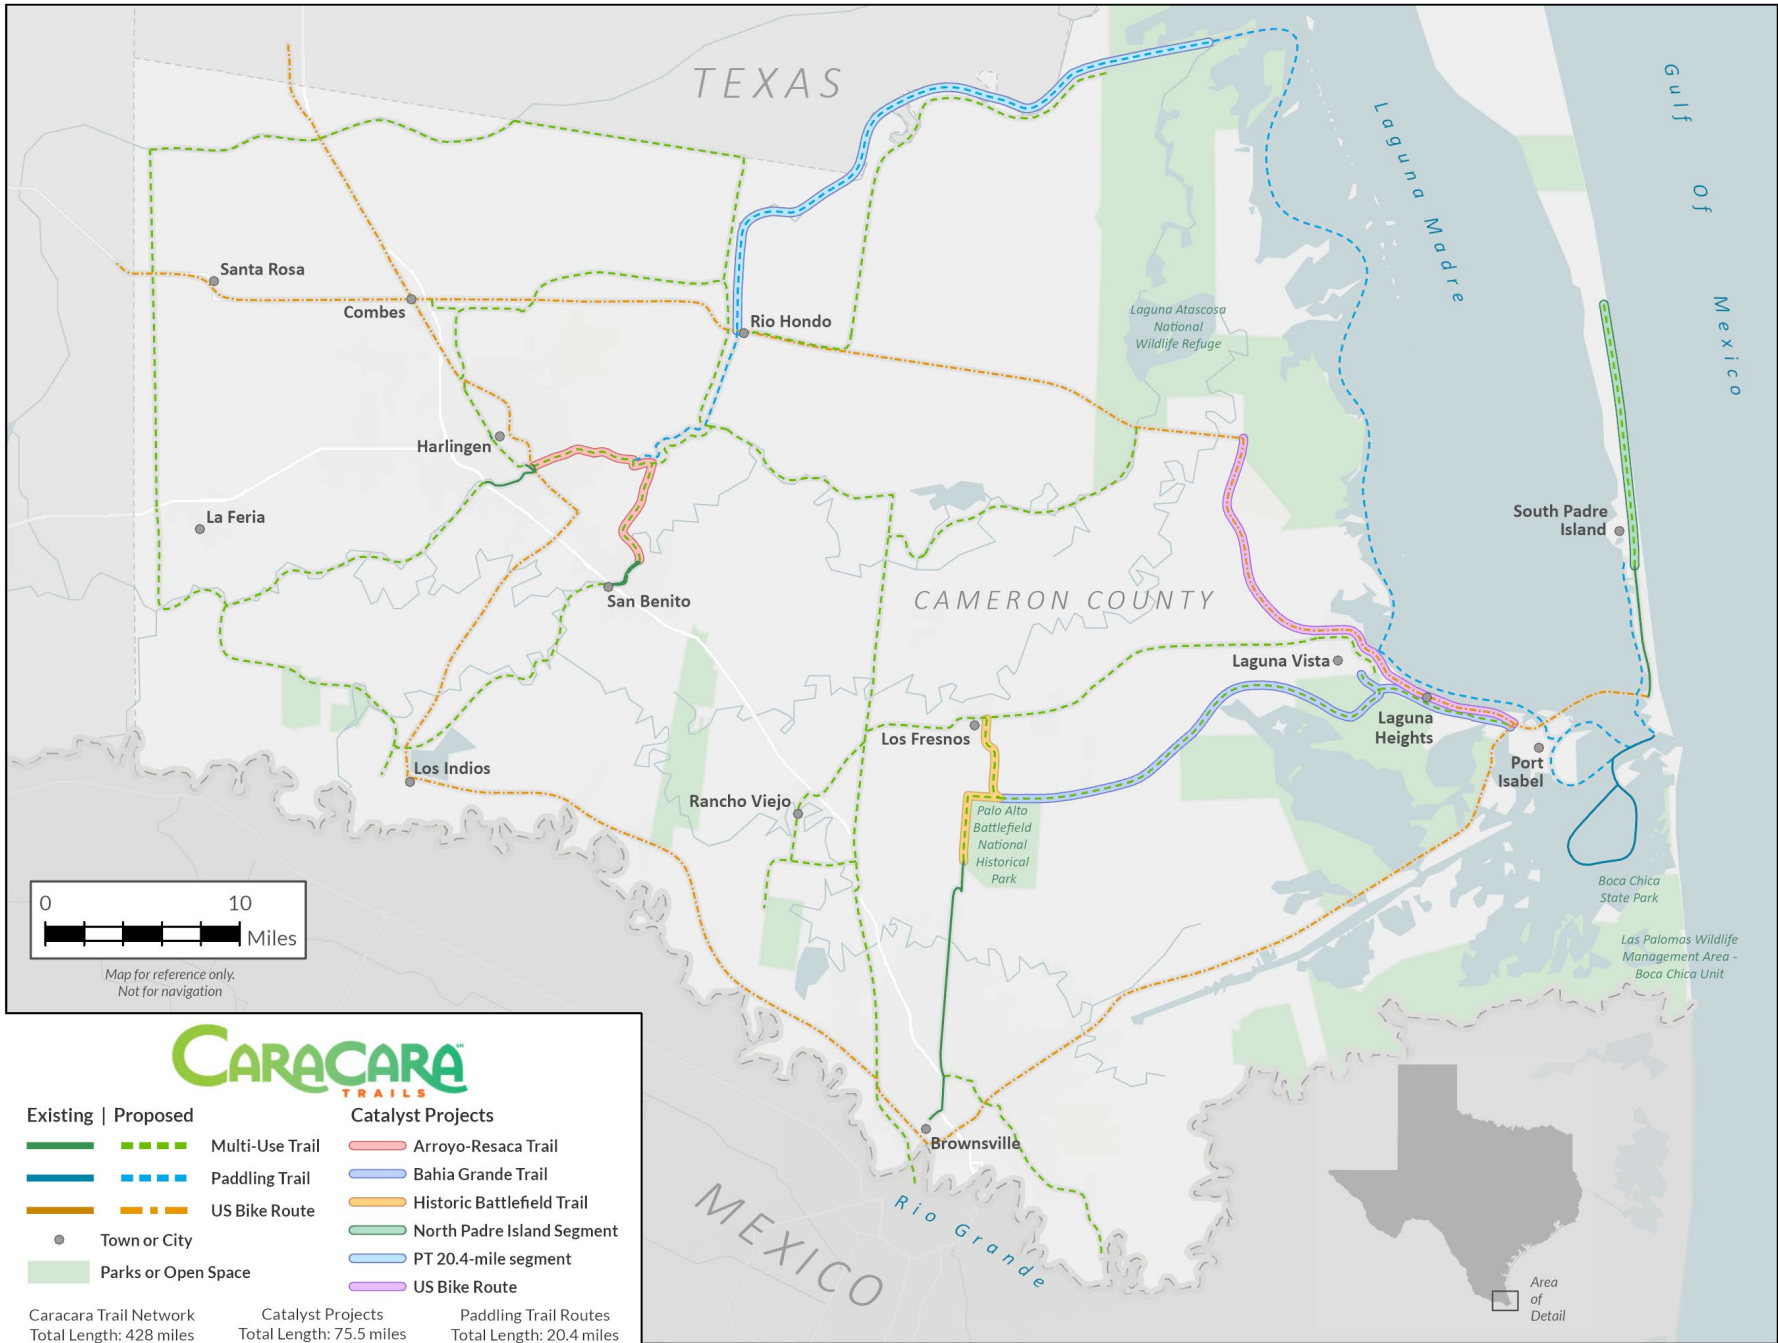 TEXAS
Gulf Of Mexico
Laguna Madre
Santa Rosa
Combes
Rio Hondo
Laguna Atascosa
National
Wildlife Refuge
Harlingen
La Feria
South Padre
Island
San Benito
CAMERON COUNTY
Laguna Vista
Los Fresnos
Laguna
Heights
Los Indios
Port
Isabel
Rancho Viejo
Palo Alto
Battlefield
National
Historical
Park
Boca Chica
State Park
Las Palomas Wildlife
Management Area -
Boca Chica Unit
0 10
Miles
Map for reference only.
Not for navigation
Brownsville
Rio Grande
MEXICO
CARACARA SM
TRAILS
Existing | Proposed
Multi-Use Trail
Paddling Trail
US Bike Route
Town or City
Parks or Open Space
Catalyst Projects
Arroyo-Resaca Trail
Bahia Grande Trail
Historic Battlefield Trail
North Padre Island Segment
PT 20.4-mile segment
US Bike Route
Caracara Trail Network
Total Length: 428 miles
Catalyst Projects
Total Length: 75.5 miles
Paddling Trail Routes
Total Length: 20.4 miles
Area
of
Detail